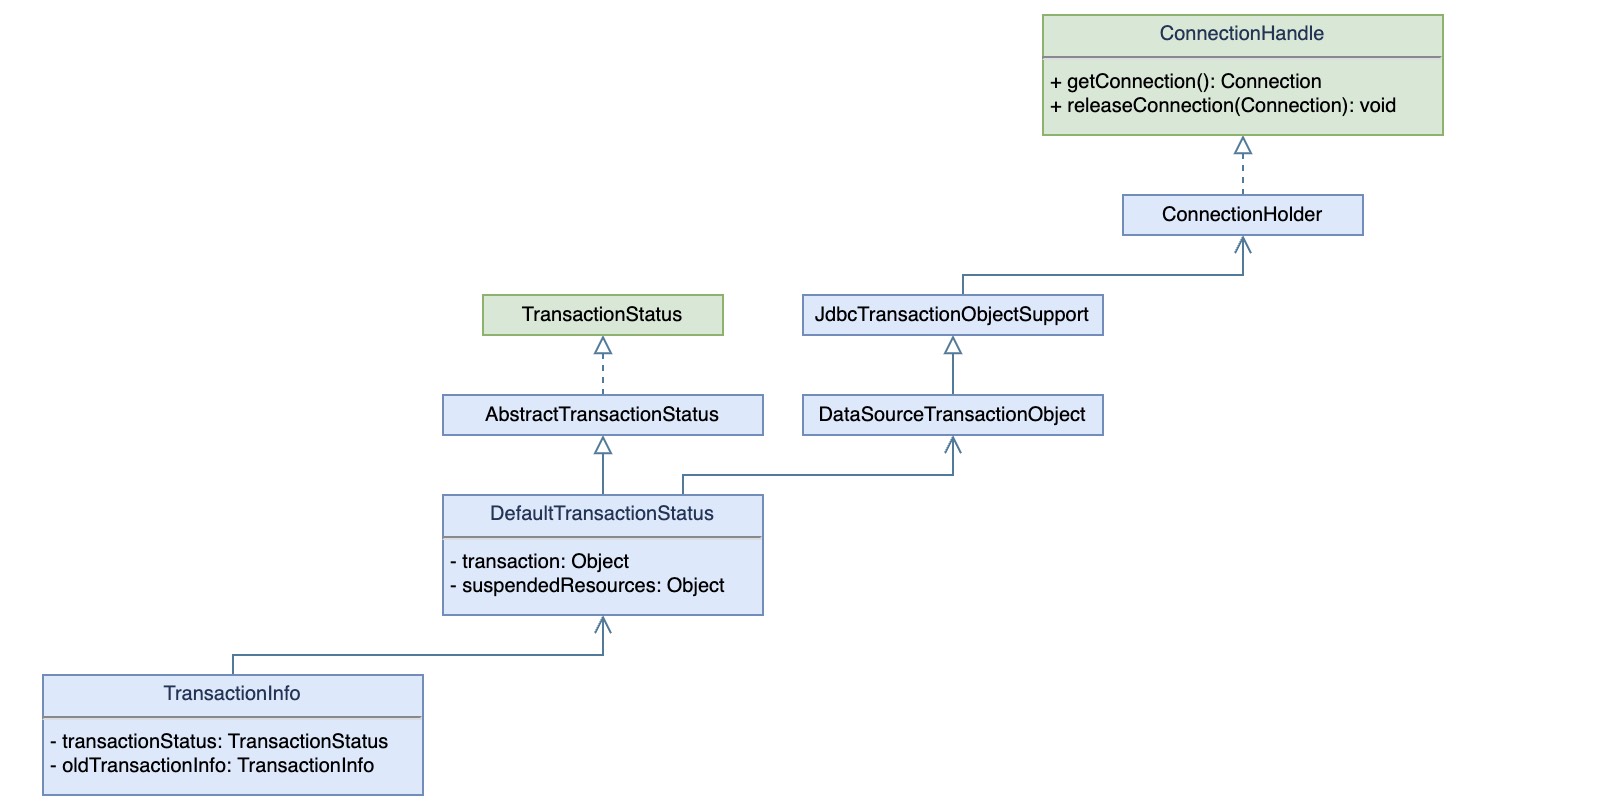 ConnectionHandle
+ getConnection(): Connection
+ releaseConnection(Connection): void
ConnectionHolder
TransactionStatus
JdbcTransactionObjectSupport
AbstractTransactionStatus
DataSourceTransactionObject
DefaultTransactionStatus
- transaction: Object
- suspendedResources: Object
TransactionInfo
- transactionStatus: TransactionStatus
- oldTransactionInfo: TransactionInfo